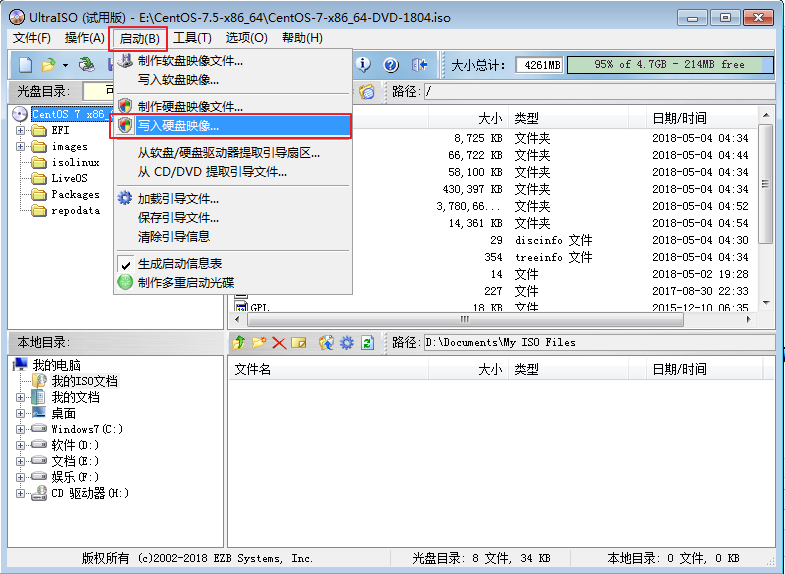 UltraISO (试用版) - E:\CentOS-7.5-x86_64\CentOS-7-x86_64-DVD-1804.iso
文件(F) 操作(A) 启动(B) 工具(T) 选项(O) 帮助(H)
大小总计: 4261MB 95% of 4.7GB - 214MB free
光盘目录: 可
路径: /
制作软盘映像文件...
写入软盘映像...
制作硬盘映像文件...
写入硬盘映像...
从软盘/硬盘驱动器提取引导扇区...
从 CD/DVD 提取引导文件...
加载引导文件...
保存引导文件...
清除引导信息
生成启动信息表
制作多重启动光碟
CentOS 7 x86_
EFI
images
isolinux
LiveOS
Packages
repodata
大小 类型 日期/时间
8,725 KB 文件夹 2018-05-04 04:34
66,722 KB 文件夹 2018-05-04 04:44
58,100 KB 文件夹 2018-05-04 04:34
430,397 KB 文件夹 2018-05-04 04:34
3,780,66... 文件夹 2018-05-04 04:52
14,361 KB 文件夹 2018-05-04 04:54
29 discinfo 文件 2018-05-04 04:30
354 treeinfo 文件 2018-05-04 04:34
14 文件 2018-05-02 19:28
227 文件 2017-08-30 22:33
GPL 18 KB 文件 2015-12-10 06:35
本地目录:
路径: D:\Documents\My ISO Files
我的电脑
我的ISO文档
我的文档
桌面
Windows7(C:)
软件(D:)
文档(E:)
娱乐(F:)
CD 驱动器(H:)
文件名 大小 类型 日期/时间
版权所有 (c)2002-2018 EZB Systems, Inc. 光盘目录: 8 文件, 34 KB 本地目录: 0 文件, 0 KB